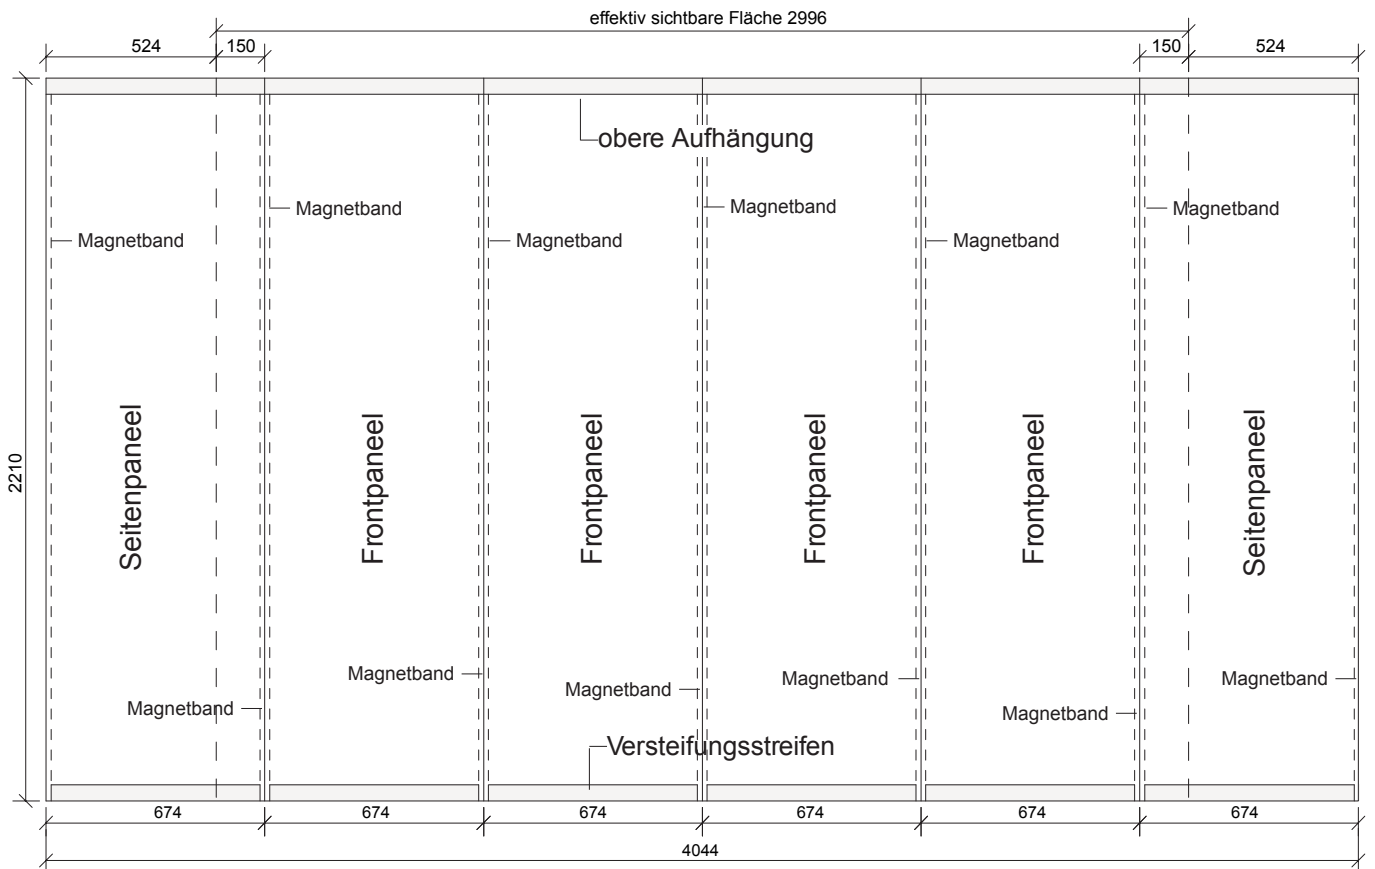 effektiv sichtbare Fläche 2996
524
150
150
524
obere Aufhängung
Magnetband
Magnetband
Magnetband
Magnetband
Magnetband
Magnetband
2210
Seitenpaneel
Frontpaneel
Frontpaneel
Frontpaneel
Frontpaneel
Seitenpaneel
Magnetband
Magnetband
Magnetband
Magnetband
Magnetband
Magnetband
Versteifungsstreifen
674
674
674
674
674
674
4044